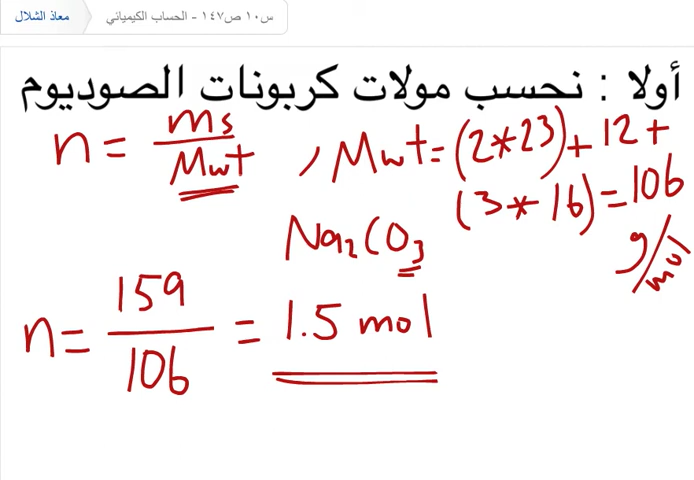 س١٠ ص١٤٧ - الحساب الكيميائي معاذ الشلال
أولا : نحسب مولات كربونات الصوديوم
n = ms / Mwt , Mwt = (2*23) + 12 + (3*16) = 106 g/mol
Na₂CO₃
n = 159 / 106 = 1.5 mol